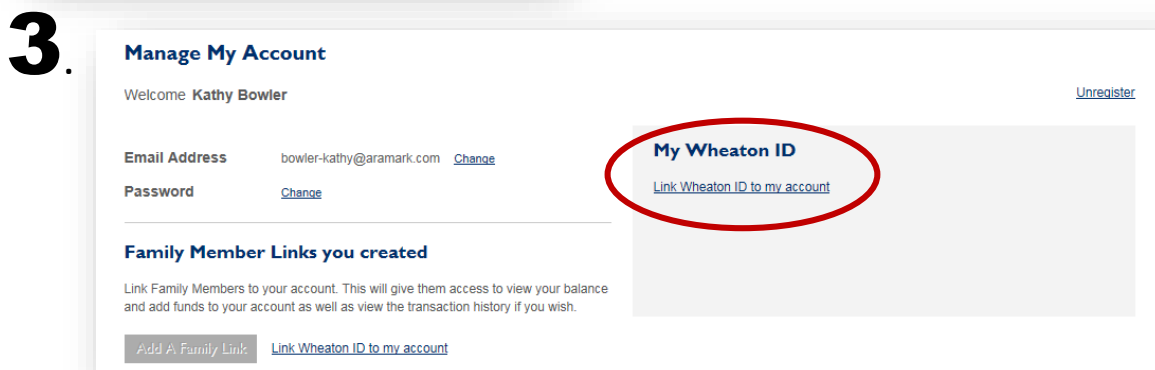 3.
Manage My Account
Welcome Kathy Bowler
Unregister
Email Address bowler-kathy@aramark.com Change
Password Change
My Wheaton ID
Link Wheaton ID to my account
Family Member Links you created
Link Family Members to your account. This will give them access to view your balance
and add funds to your account as well as view the transaction history if you wish.
Add A Family Link Link Wheaton ID to my account